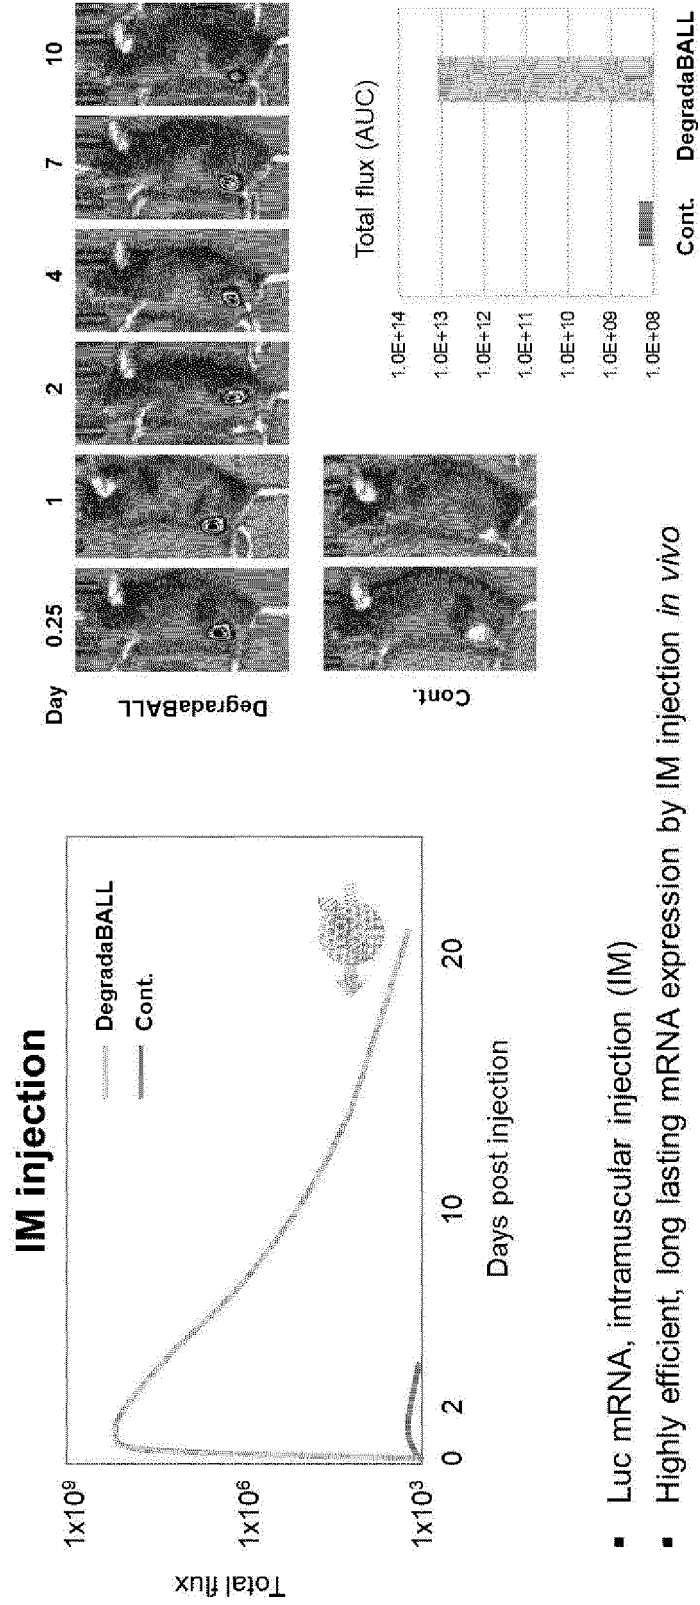 IM injection
1x10⁹
1x10⁶
1x10³
Total flux
DegradaBALL
Cont.
0
2
10
20
Days post injection
Day
0.25
1
2
4
7
10
DegradaBALL
Cont.
Total flux (AUC)
1.0E+14
1.0E+13
1.0E+12
1.0E+11
1.0E+10
1.0E+09
1.0E+08
Cont.
DegradaBALL
▪ Luc mRNA, intramuscular injection (IM)
▪ Highly efficient, long lasting mRNA expression by IM injection in vivo